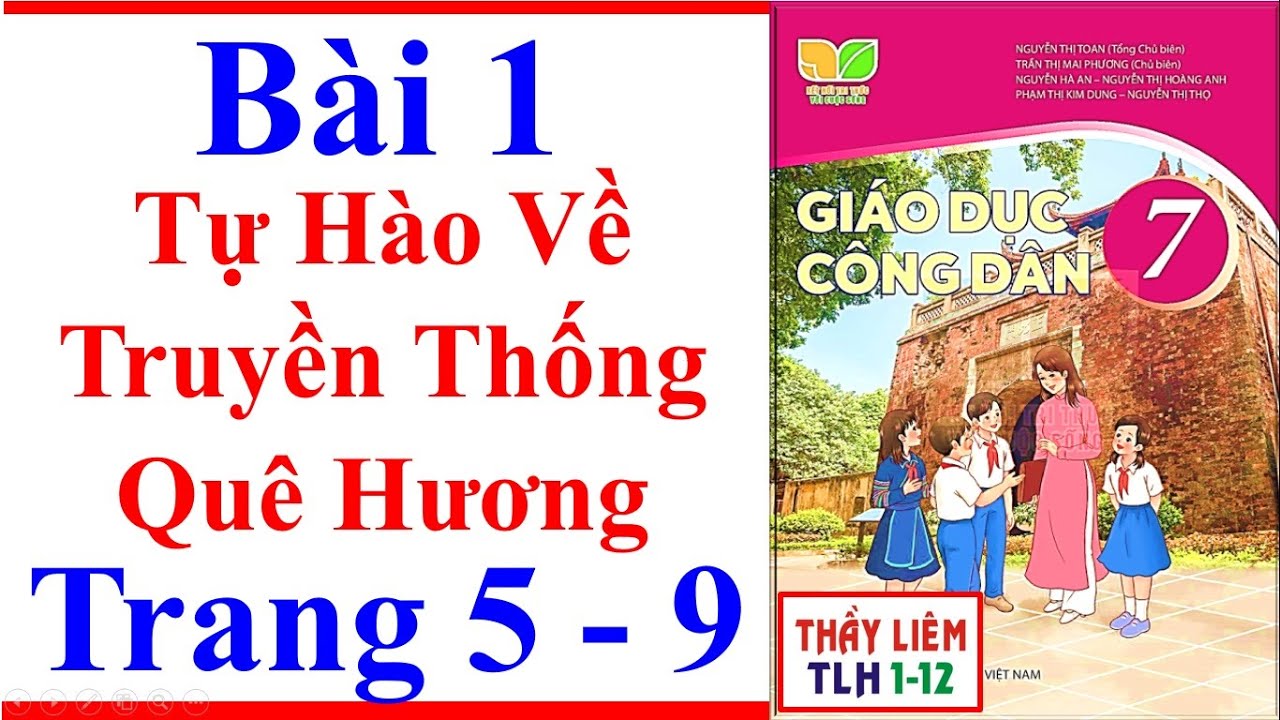 Bài 1
Tự Hào Về
Truyền Thống
Quê Hương
Trang 5 - 9
KẾT NỐI TRI THỨC
VỚI CUỘC SỐNG
NGUYỄN THỊ TOAN (Tổng Chủ biên)
TRẦN THỊ MAI PHƯƠNG (Chủ biên)
NGUYỄN HÀ AN – NGUYỄN THỊ HOÀNG ANH
PHẠM THỊ KIM DUNG – NGUYỄN THỊ THỌ
GIÁO DỤC
CÔNG DÂN
7
THẦY LIÊM
TLH 1-12
VIỆT NAM